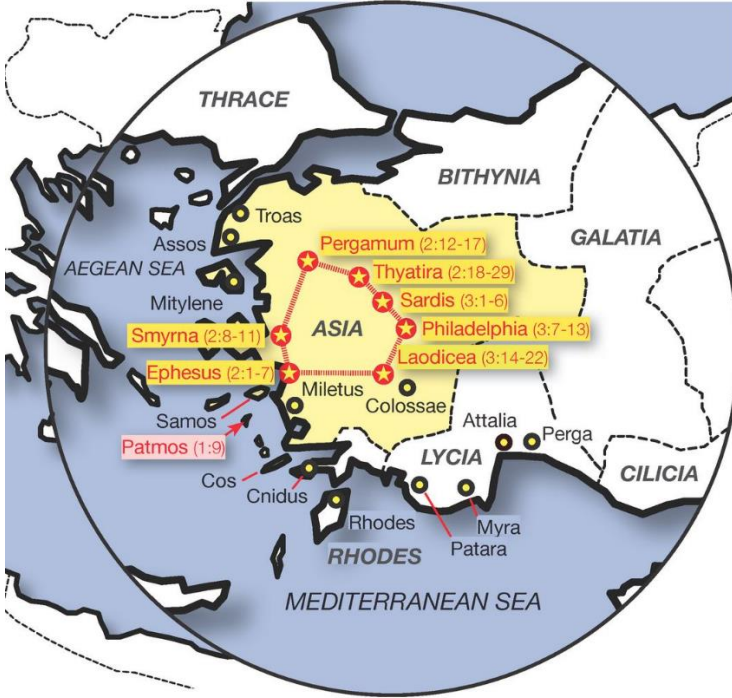 THRACE
BITHYNIA
GALATIA
Troas
Assos
Pergamum (2:12-17)
AEGEAN SEA
Thyatira (2:18-29)
Mitylene
Sardis (3:1-6)
Smyrna (2:8-11)
ASIA
Philadelphia (3:7-13)
Ephesus (2:1-7)
Laodicea (3:14-22)
Miletus
Colossae
Samos
Attalia
Perga
Patmos (1:9)
LYCIA
CILICIA
Cos
Cnidus
Rhodes
Myra
Patara
RHODES
MEDITERRANEAN SEA